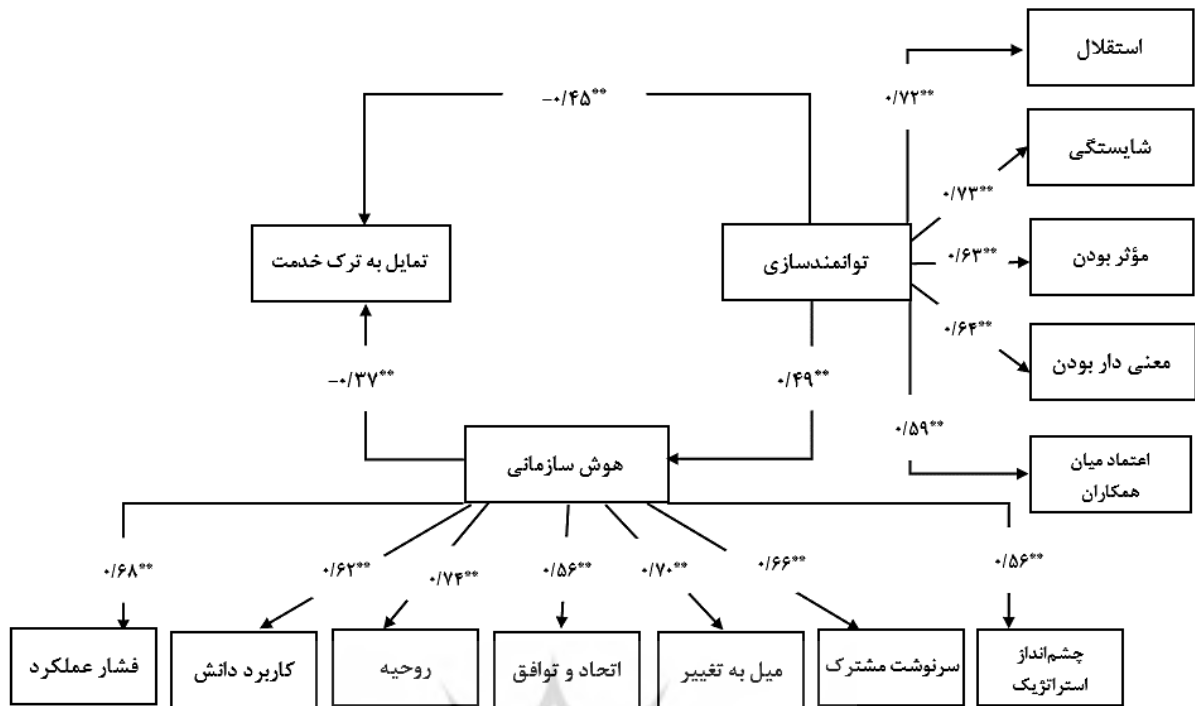 استقلال
-۰/۴۵**
۰/۷۲**
شایستگی
۰/۷۳**
تمایل به ترک خدمت
توانمندسازی
۰/۶۳**
مؤثر بودن
۰/۶۴**
معنی دار بودن
-۰/۳۷**
۰/۴۹**
۰/۵۹**
هوش سازمانی
اعتماد میان
همکاران
۰/۵۶**
۰/۶۶**
۰/۷۰**
۰/۵۶**
۰/۷۴**
۰/۶۲**
۰/۶۸**
چشم‌انداز
استراتژیک
سرنوشت مشترک
میل به تغییر
اتحاد و توافق
روحیه
کاربرد دانش
فشار عملکرد